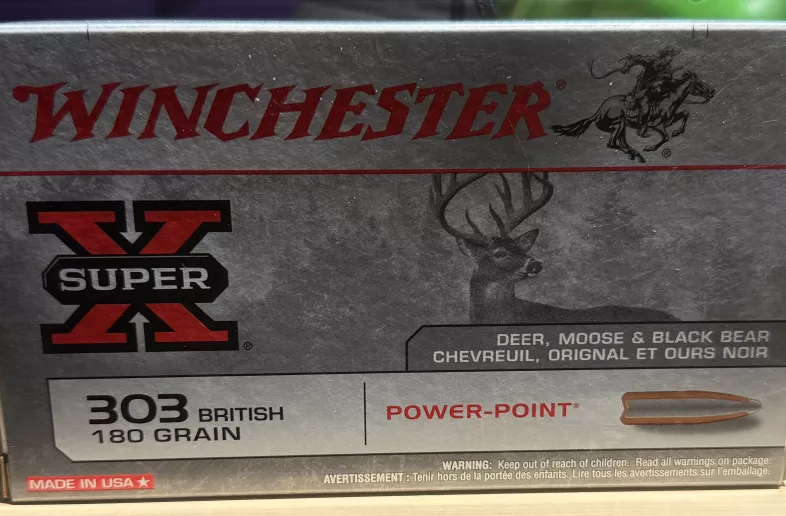 WINCHESTER®
®
X
SUPER
®
DEER, MOOSE & BLACK BEAR
CHEVREUIL, ORIGNAL ET OURS NOIR
303 BRITISH
180 GRAIN
POWER-POINT®
MADE IN USA ★
WARNING: Keep out of reach of children. Read all warnings on package.
AVERTISSEMENT : Tenir hors de la portée des enfants. Lire tous les avertissements sur l'emballage.